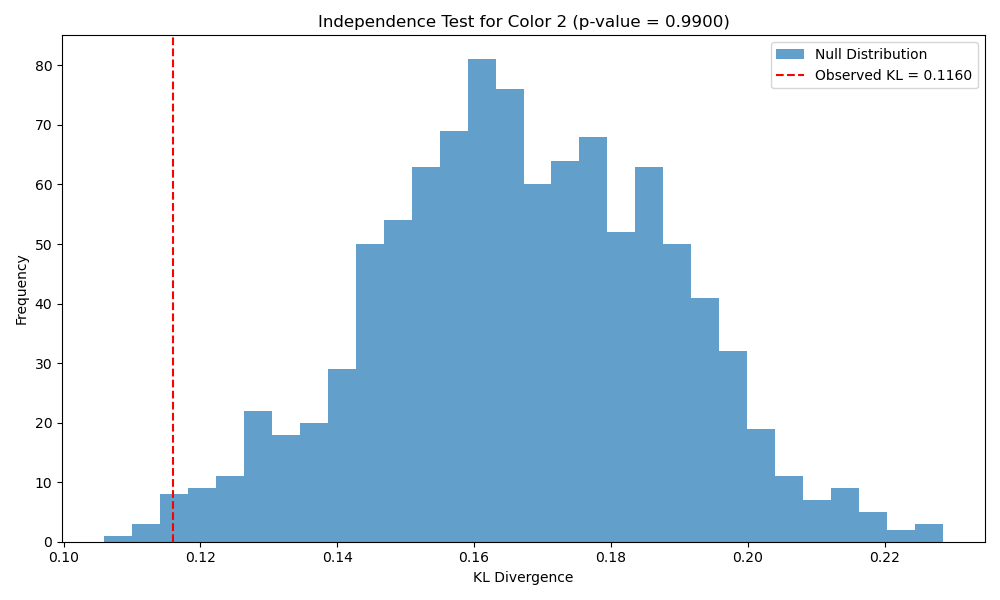 Independence Test for Color 2 (p-value = 0.9900)
Null Distribution
Observed KL = 0.1160
Frequency
80
70
60
50
40
30
20
10
0
0.10 0.12 0.14 0.16 0.18 0.20 0.22
KL Divergence